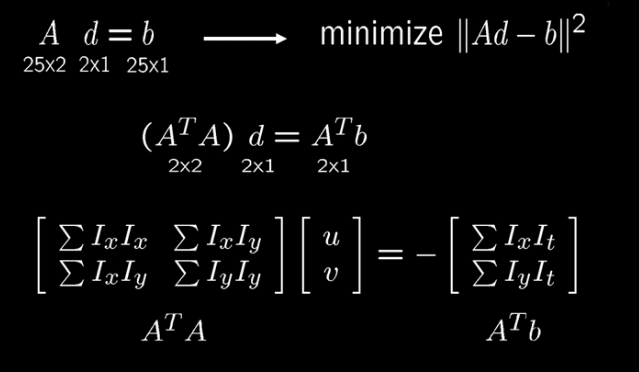 A d = b ⟶ minimize ‖Ad − b‖²
25x2 2x1 25x1
(AᵀA) d = Aᵀb
2x2 2x1 2x1
[ ∑ IₓIₓ ∑ IₓI_y ] [ u ] = − [ ∑ IₓIₜ ]
[ ∑ IₓI_y ∑ I_yI_y ] [ v ] [ ∑ I_yIₜ ]
AᵀA Aᵀb